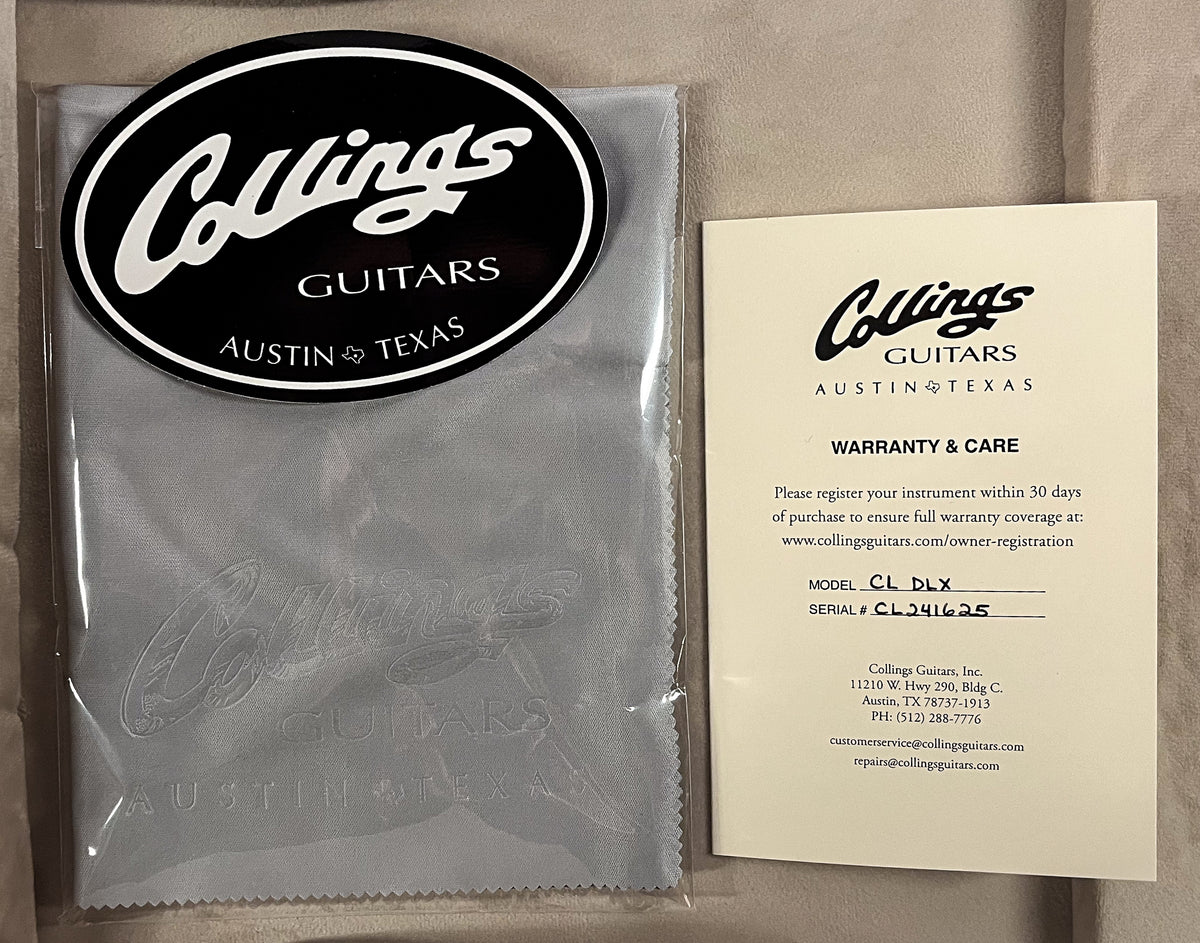 Collings
GUITARS
AUSTIN TEXAS
Collings
GUITARS
AUSTIN TEXAS
Collings
GUITARS
AUSTIN TEXAS
WARRANTY & CARE
Please register your instrument within 30 days
of purchase to ensure full warranty coverage at:
www.collingsguitars.com/owner-registration
MODEL CL DLX
SERIAL # CL241625
Collings Guitars, Inc.
11210 W. Hwy 290, Bldg C.
Austin, TX 78737-1913
PH: (512) 288-7776
customerservice@collingsguitars.com
repairs@collingsguitars.com